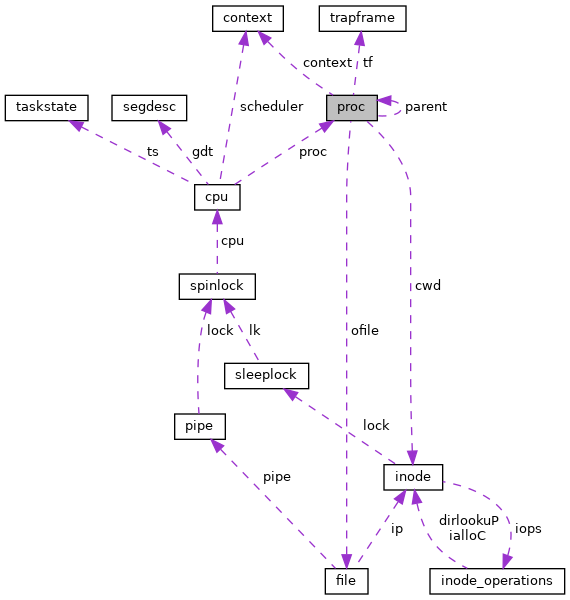 context
trapframe
context
tf
taskstate
segdesc
scheduler
proc
parent
ts
gdt
proc
cpu
cpu
spinlock
cwd
lock
lk
ofile
sleeplock
pipe
lock
pipe
inode
dirlookuP
ialloC
iops
ip
file
inode_operations